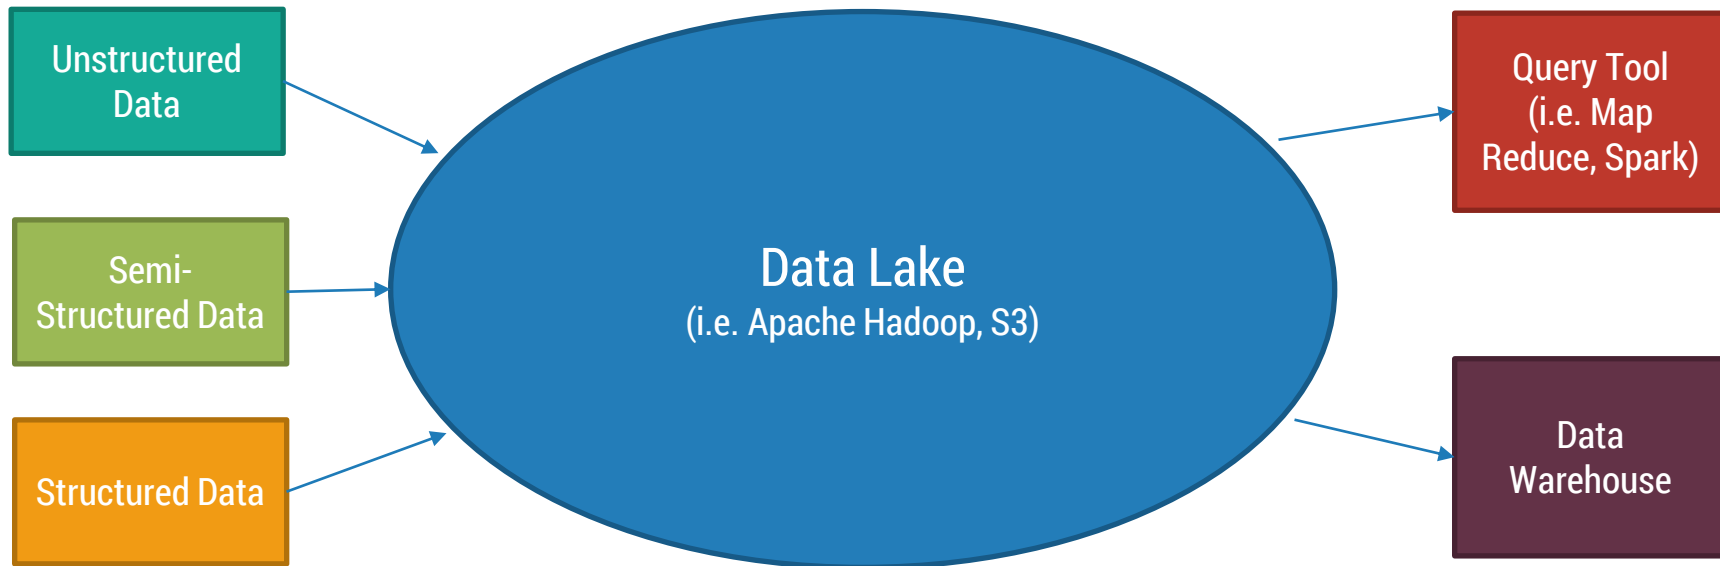 Unstructured
Data
Semi-
Structured Data
Structured Data
Data Lake
(i.e. Apache Hadoop, S3)
Query Tool
(i.e. Map
Reduce, Spark)
Data
Warehouse